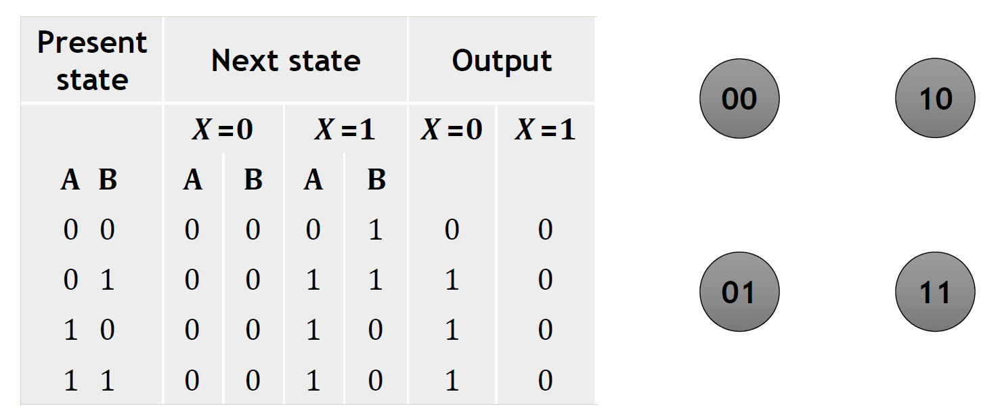 Present state Next state Output
X=0 X=1 X=0 X=1
A B A B A B
0 0 0 0 0 1 0 0
0 1 0 0 1 1 1 0
1 0 0 0 1 0 1 0
1 1 0 0 1 0 1 0
00 10
01 11